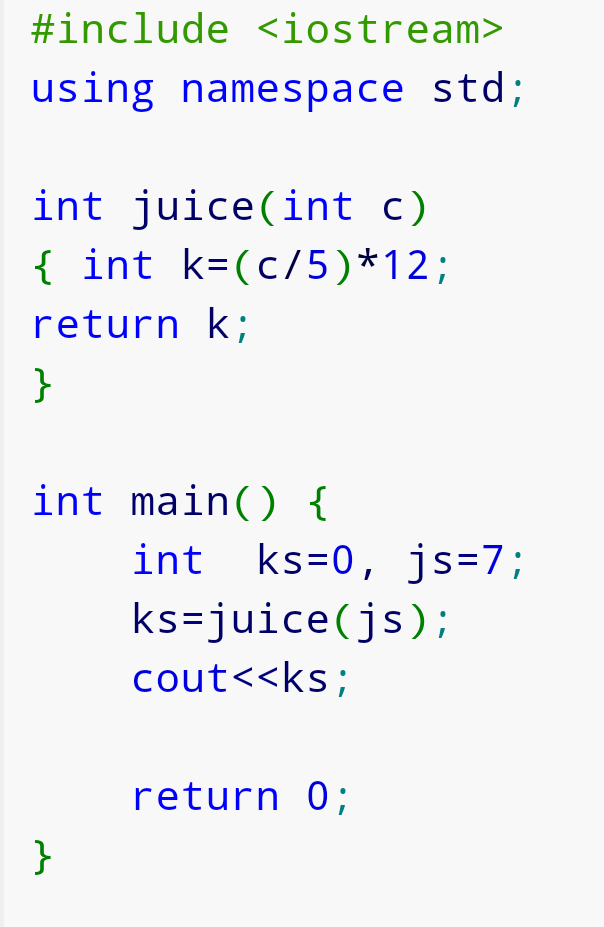 #include <iostream>
using namespace std;
int juice(int c)
{ int k=(c/5)*12;
return k;
}
int main() {
    int  ks=0, js=7;
    ks=juice(js);
    cout<<ks;
    return 0;
}